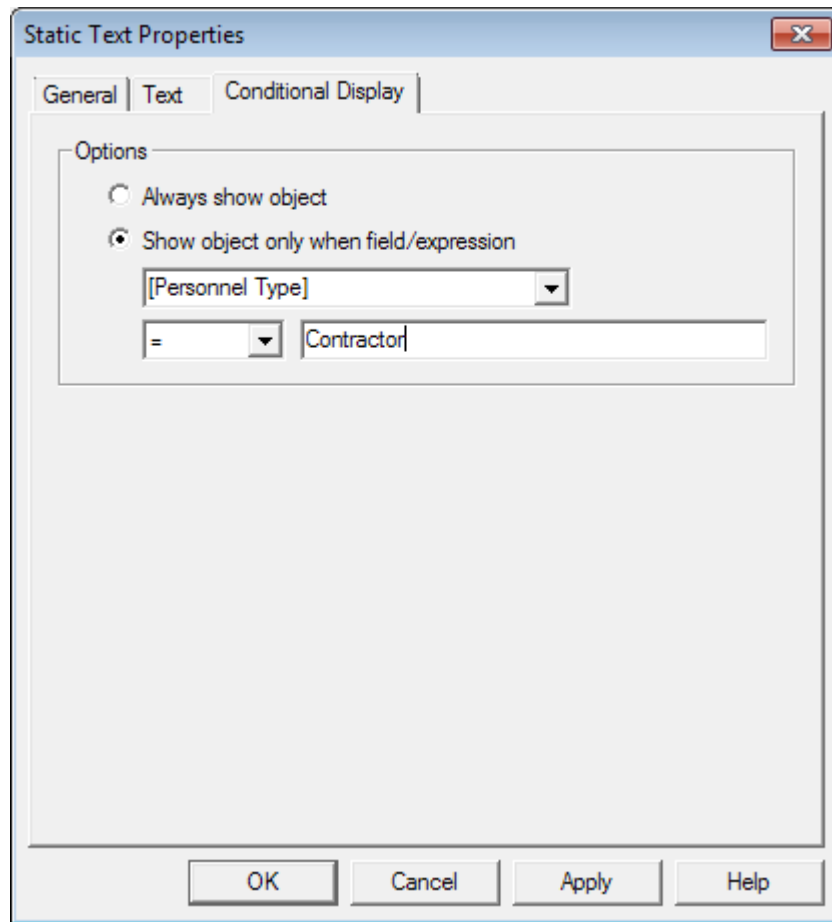 Static Text Properties
General Text Conditional Display
Options
Always show object
Show object only when field/expression
[Personnel Type]
= Contractor
OK Cancel Apply Help